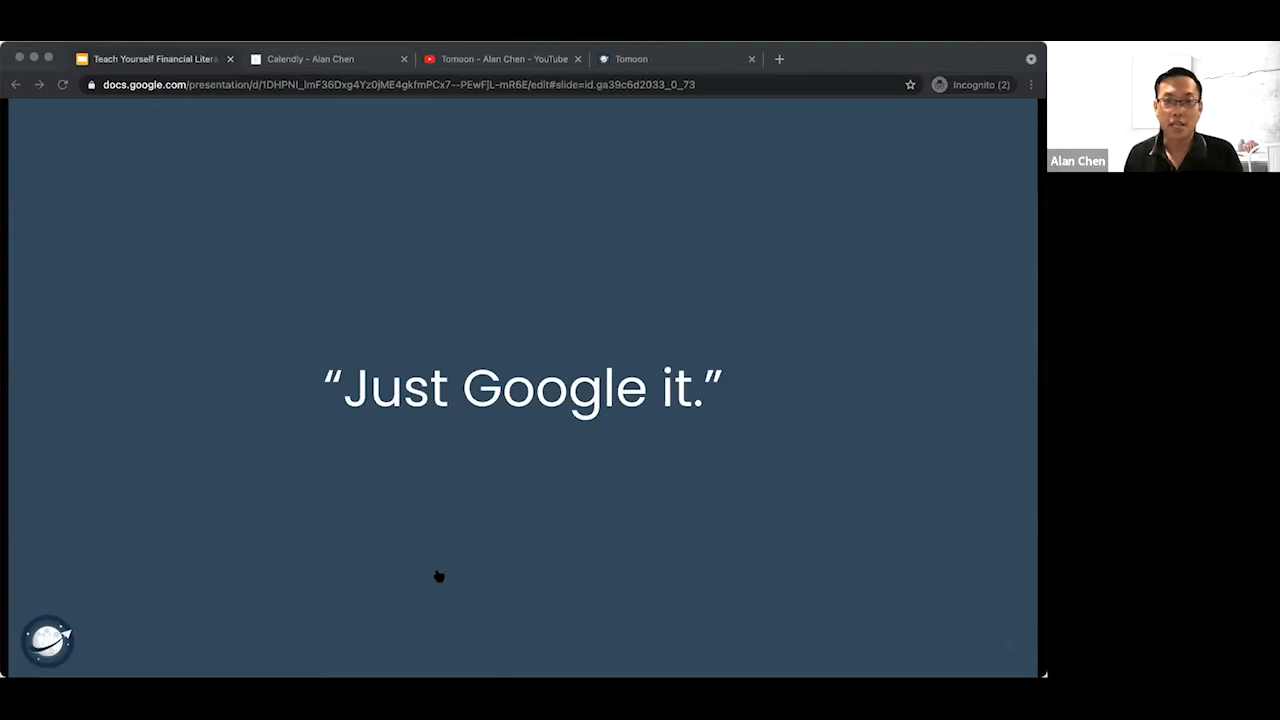 Teach Yourself Financial Litera
Calendly - Alan Chen
Tomoon - Alan Chen - YouTube
Tomoon
docs.google.com/presentation/d/1DHPNI_lmF36Dxg4Yz0jME4gkfmPCx7--PEwFjL-mR6E/edit#slide=id.ga39c6d2033_0_73
Incognito (2)
Alan Chen
“Just Google it.”